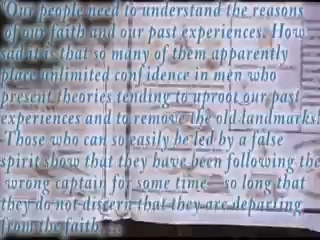 "Our people need to understand the reasons
of our faith and our past experiences. How
sad it is that so many of them apparently
place unlimited confidence in men who
present theories tending to uproot our past
experiences and to remove the old landmarks!
Those who can so easily be led by a false
spirit show that they have been following the
wrong captain for some time so long that
they do not discern that they are departing
from the faith